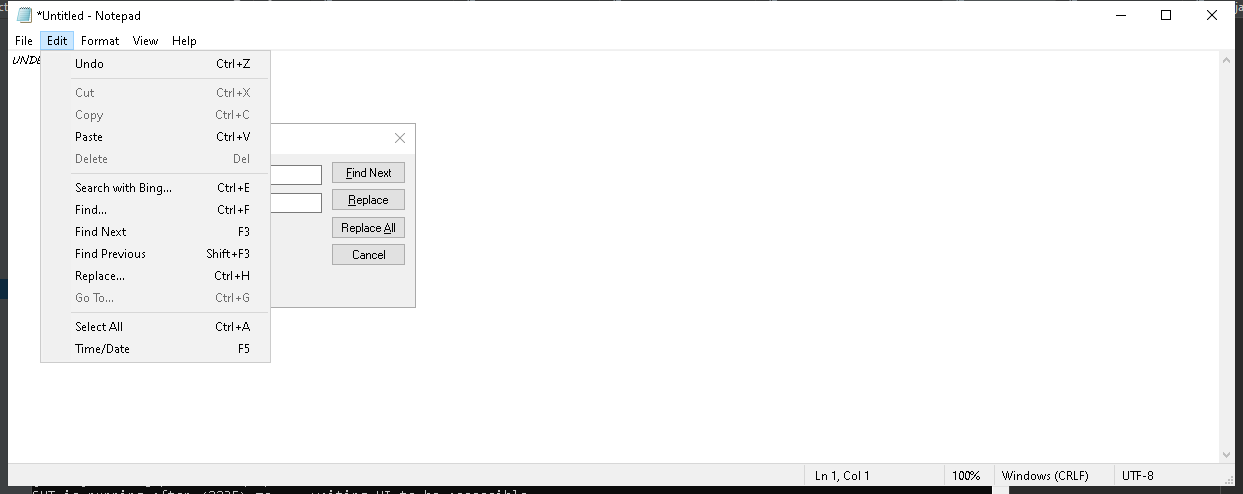 *Untitled - Notepad
File Edit Format View Help
Undo Ctrl+Z
Cut Ctrl+X
Copy Ctrl+C
Paste Ctrl+V
Delete Del
Search with Bing... Ctrl+E
Find... Ctrl+F
Find Next F3
Find Previous Shift+F3
Replace... Ctrl+H
Go To... Ctrl+G
Select All Ctrl+A
Time/Date F5
Find Next
Replace
Replace All
Cancel
Ln 1, Col 1 100% Windows (CRLF) UTF-8